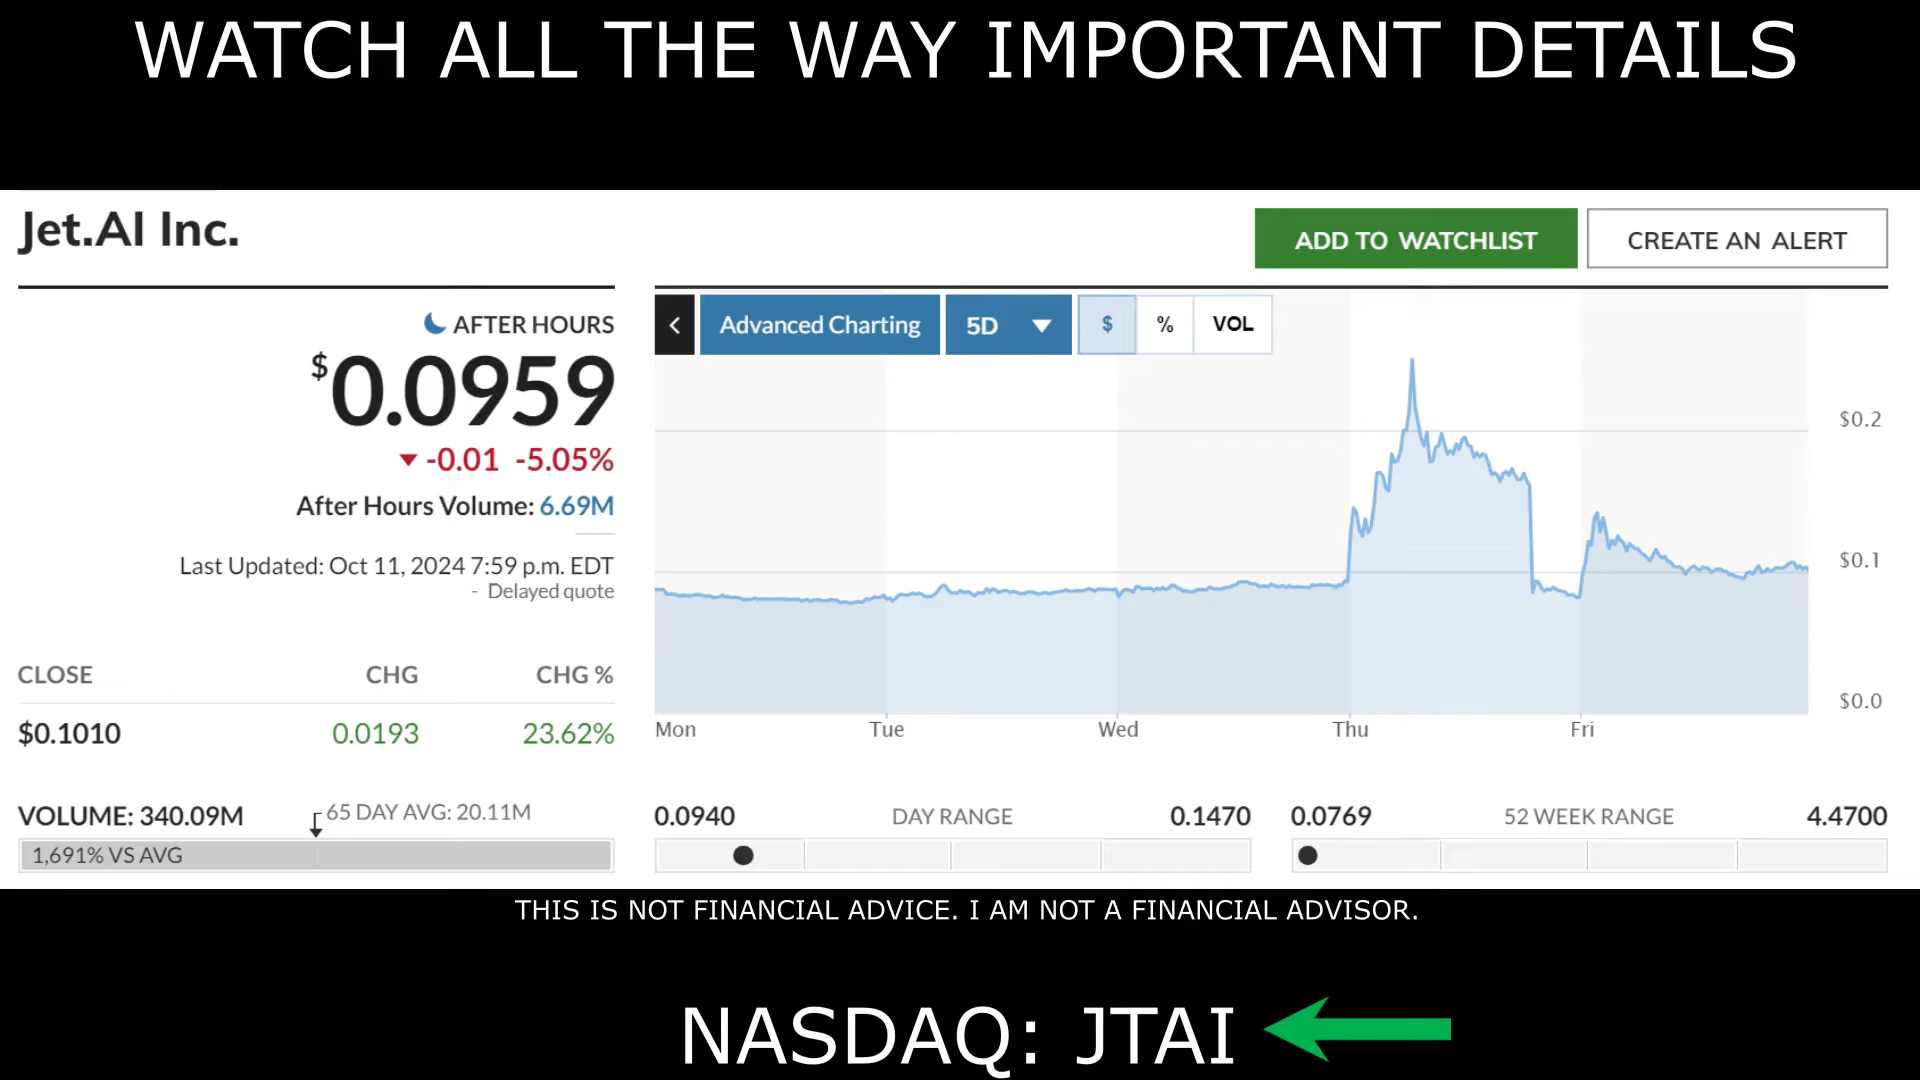 WATCH ALL THE WAY IMPORTANT DETAILS
Jet.AI Inc.
ADD TO WATCHLIST
CREATE AN ALERT
AFTER HOURS
$0.0959
-0.01 -5.05%
After Hours Volume: 6.69M
Last Updated: Oct 11, 2024 7:59 p.m. EDT
- Delayed quote
CLOSE CHG CHG %
$0.1010 0.0193 23.62%
VOLUME: 340.09M
65 DAY AVG: 20.11M
1,691% VS AVG
Advanced Charting
5D
$
%
VOL
$0.2
$0.1
$0.0
Mon Tue Wed Thu Fri
0.0940 DAY RANGE 0.1470
0.0769 52 WEEK RANGE 4.4700
THIS IS NOT FINANCIAL ADVICE. I AM NOT A FINANCIAL ADVISOR.
NASDAQ: JTAI